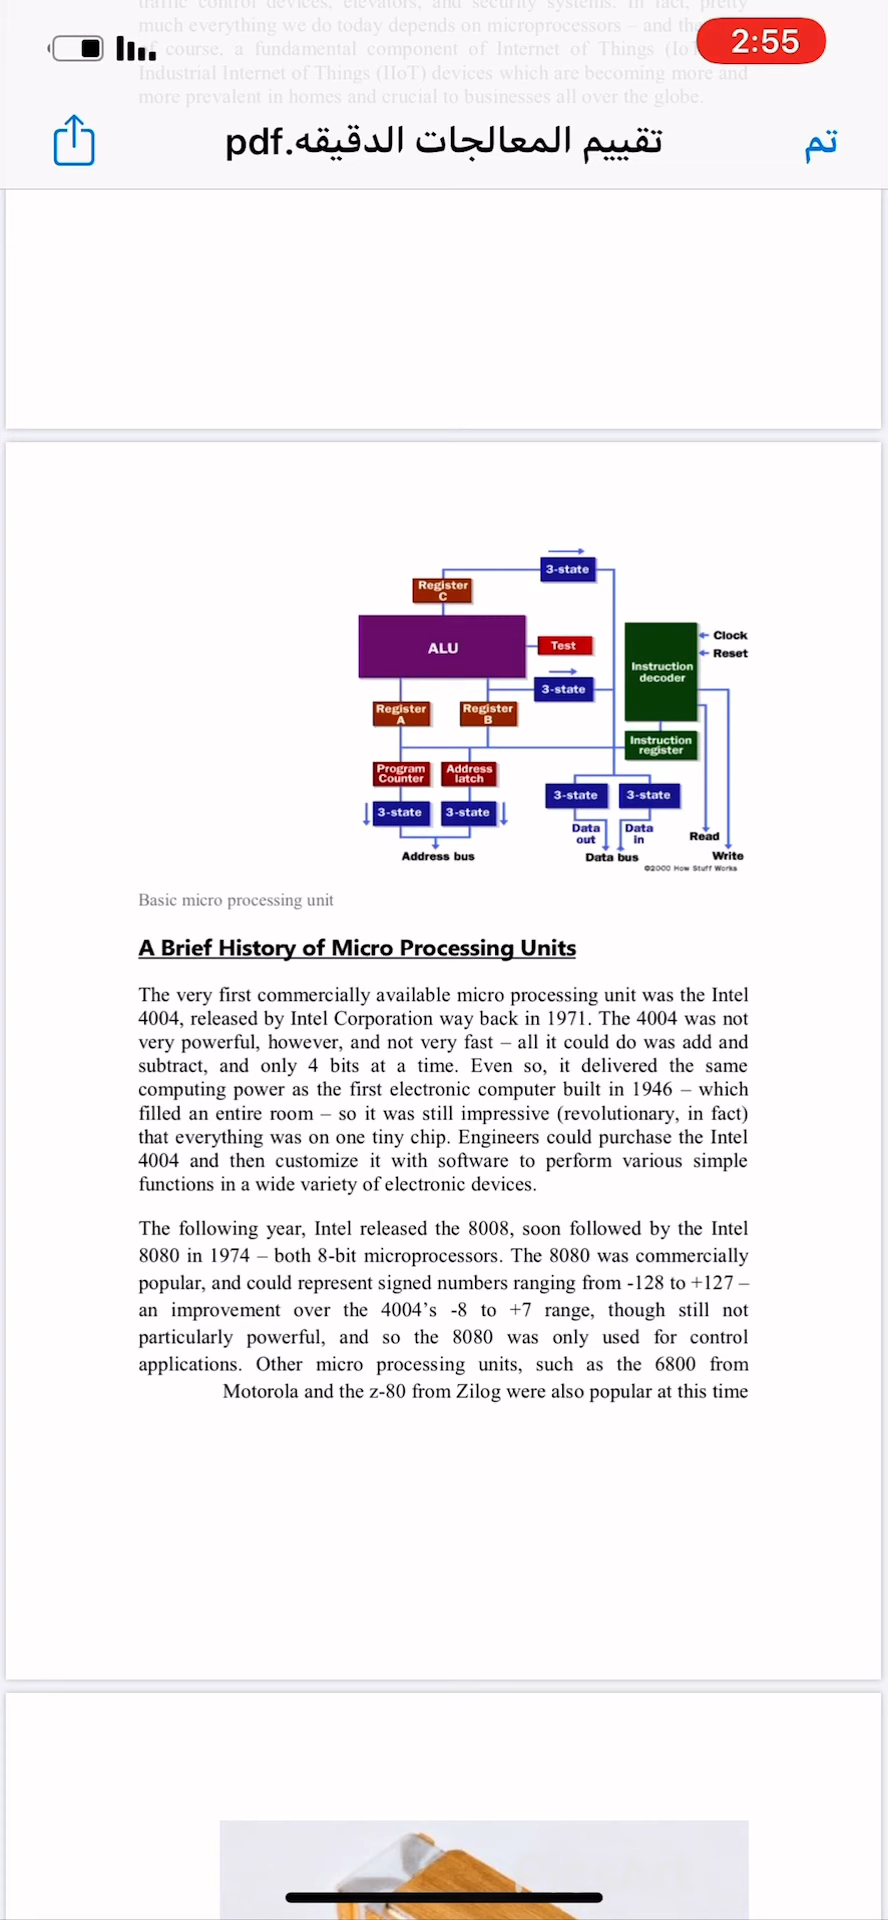 traffic control devices, elevators, and security systems. In fact, pretty
much everything we do today depends on microprocessors – and
course, a fundamental component of Internet of Things
Industrial Internet of Things (IIoT) devices which are becoming more and
more prevalent in homes and crucial to businesses all over the globe.
2:55
تقييم المعالجات الدقيقه.pdf
تم
3-state
Register
C
ALU
Test
Clock
Reset
Instruction
decoder
3-state
Register
A
Register
B
Instruction
register
Program
Counter
Address
latch
3-state
3-state
3-state
3-state
Data
out
Data
in
Read
Address bus
Data bus
Write
©2000 How Stuff Works
Basic micro processing unit
A Brief History of Micro Processing Units
The very first commercially available micro processing unit was the Intel
4004, released by Intel Corporation way back in 1971. The 4004 was not
very powerful, however, and not very fast – all it could do was add and
subtract, and only 4 bits at a time. Even so, it delivered the same
computing power as the first electronic computer built in 1946 – which
filled an entire room – so it was still impressive (revolutionary, in fact)
that everything was on one tiny chip. Engineers could purchase the Intel
4004 and then customize it with software to perform various simple
functions in a wide variety of electronic devices.
The following year, Intel released the 8008, soon followed by the Intel
8080 in 1974 – both 8-bit microprocessors. The 8080 was commercially
popular, and could represent signed numbers ranging from -128 to +127 –
an improvement over the 4004's -8 to +7 range, though still not
particularly powerful, and so the 8080 was only used for control
applications. Other micro processing units, such as the 6800 from
Motorola and the z-80 from Zilog were also popular at this time